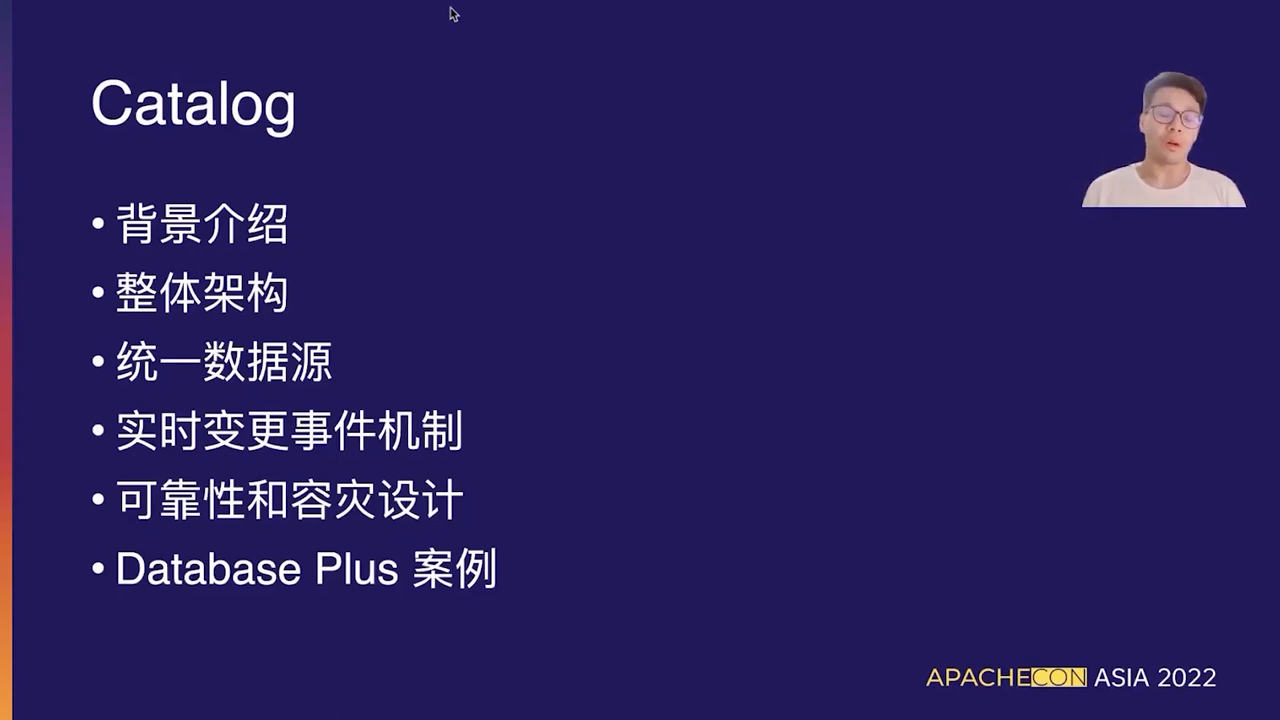 Catalog
• 背景介绍
• 整体架构
• 统一数据源
• 实时变更事件机制
• 可靠性和容灾设计
• Database Plus 案例
APACHECON ASIA 2022